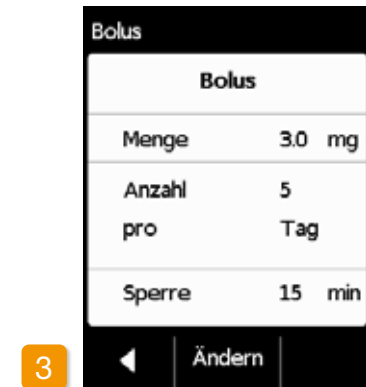 Bolus
Bolus
Menge 3.0 mg
Anzahl 5
pro Tag
Sperre 15 min
3 Ändern